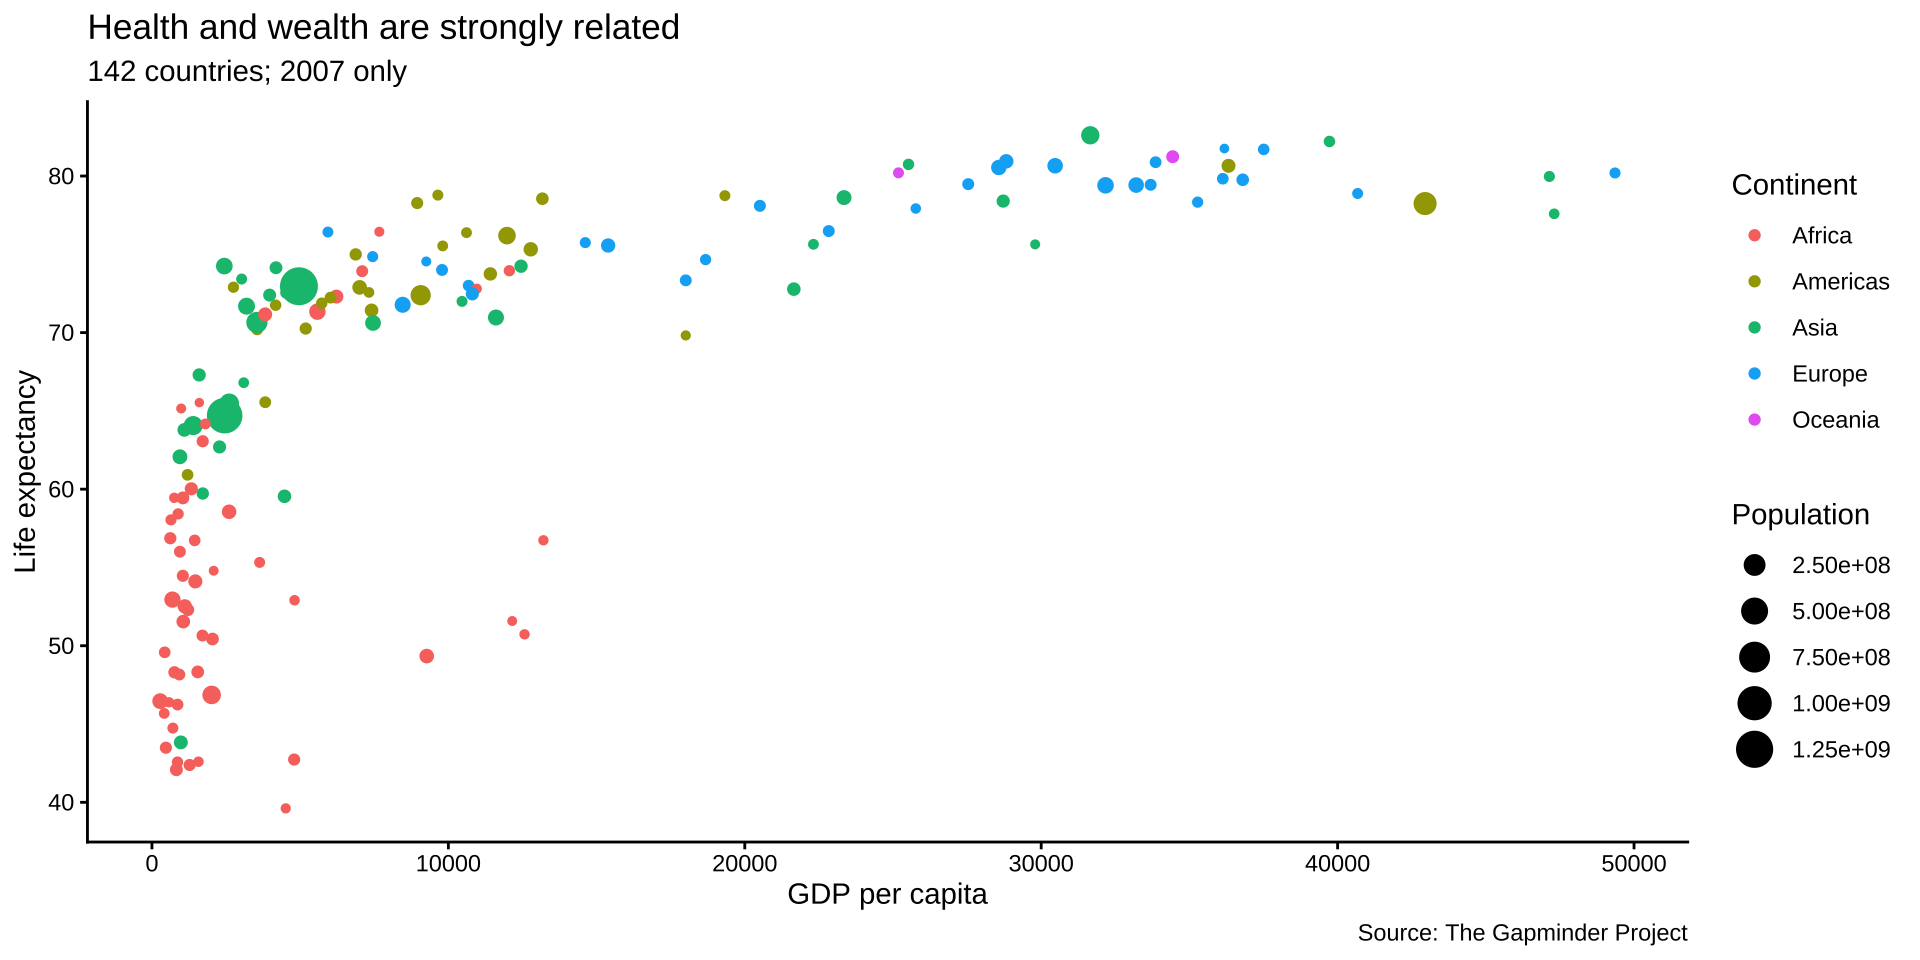 Health and wealth are strongly related
142 countries; 2007 only
Life expectancy
80
70
60
50
40
0
10000
20000
30000
40000
50000
GDP per capita
Continent
Africa
Americas
Asia
Europe
Oceania
Population
2.50e+08
5.00e+08
7.50e+08
1.00e+09
1.25e+09
Source: The Gapminder Project